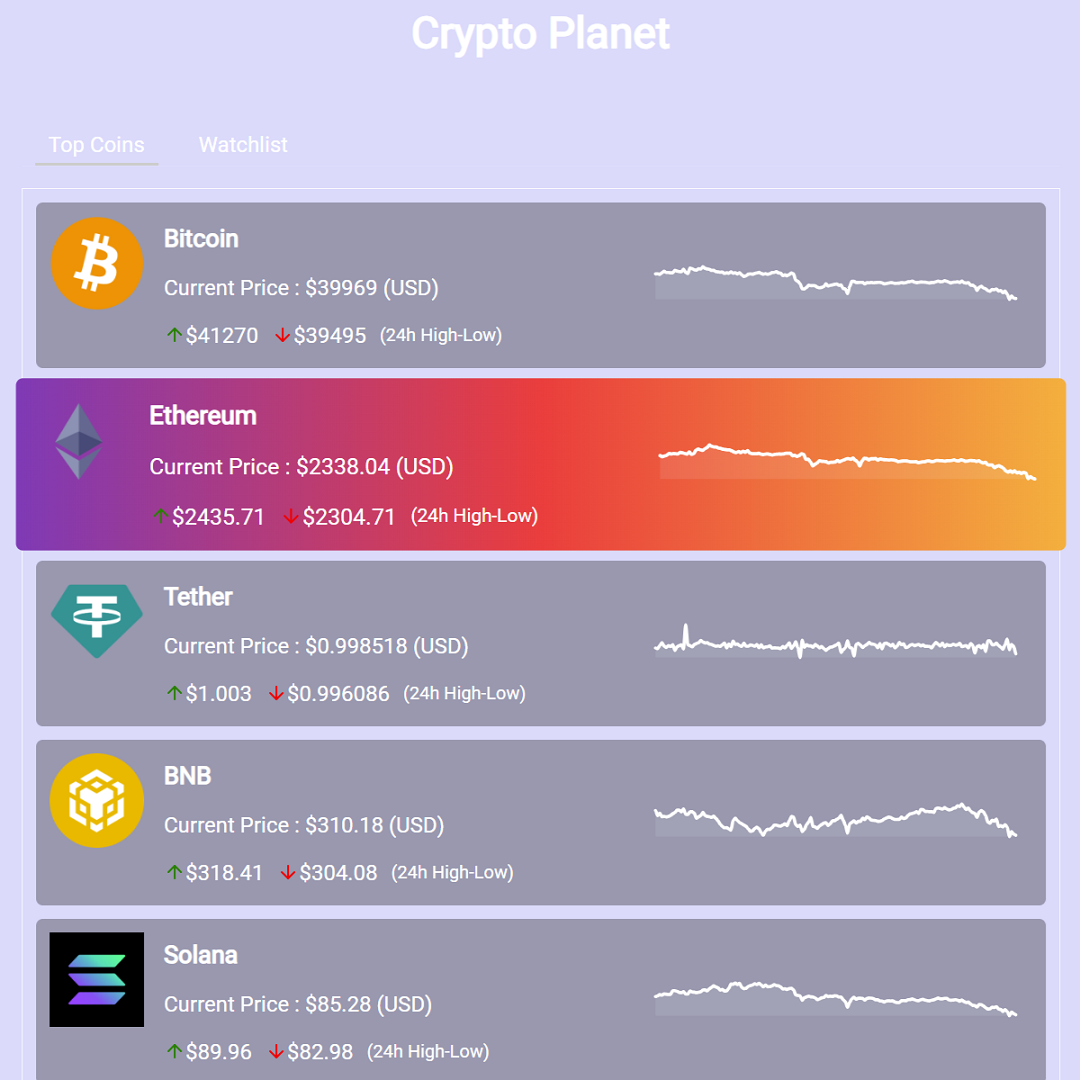 Crypto Planet
Top Coins Watchlist
Bitcoin
Current Price : $39969 (USD)
↑$41270 ↓$39495 (24h High-Low)
Ethereum
Current Price : $2338.04 (USD)
↑$2435.71 ↓$2304.71 (24h High-Low)
Tether
Current Price : $0.998518 (USD)
↑$1.003 ↓$0.996086 (24h High-Low)
BNB
Current Price : $310.18 (USD)
↑$318.41 ↓$304.08 (24h High-Low)
Solana
Current Price : $85.28 (USD)
↑$89.96 ↓$82.98 (24h High-Low)